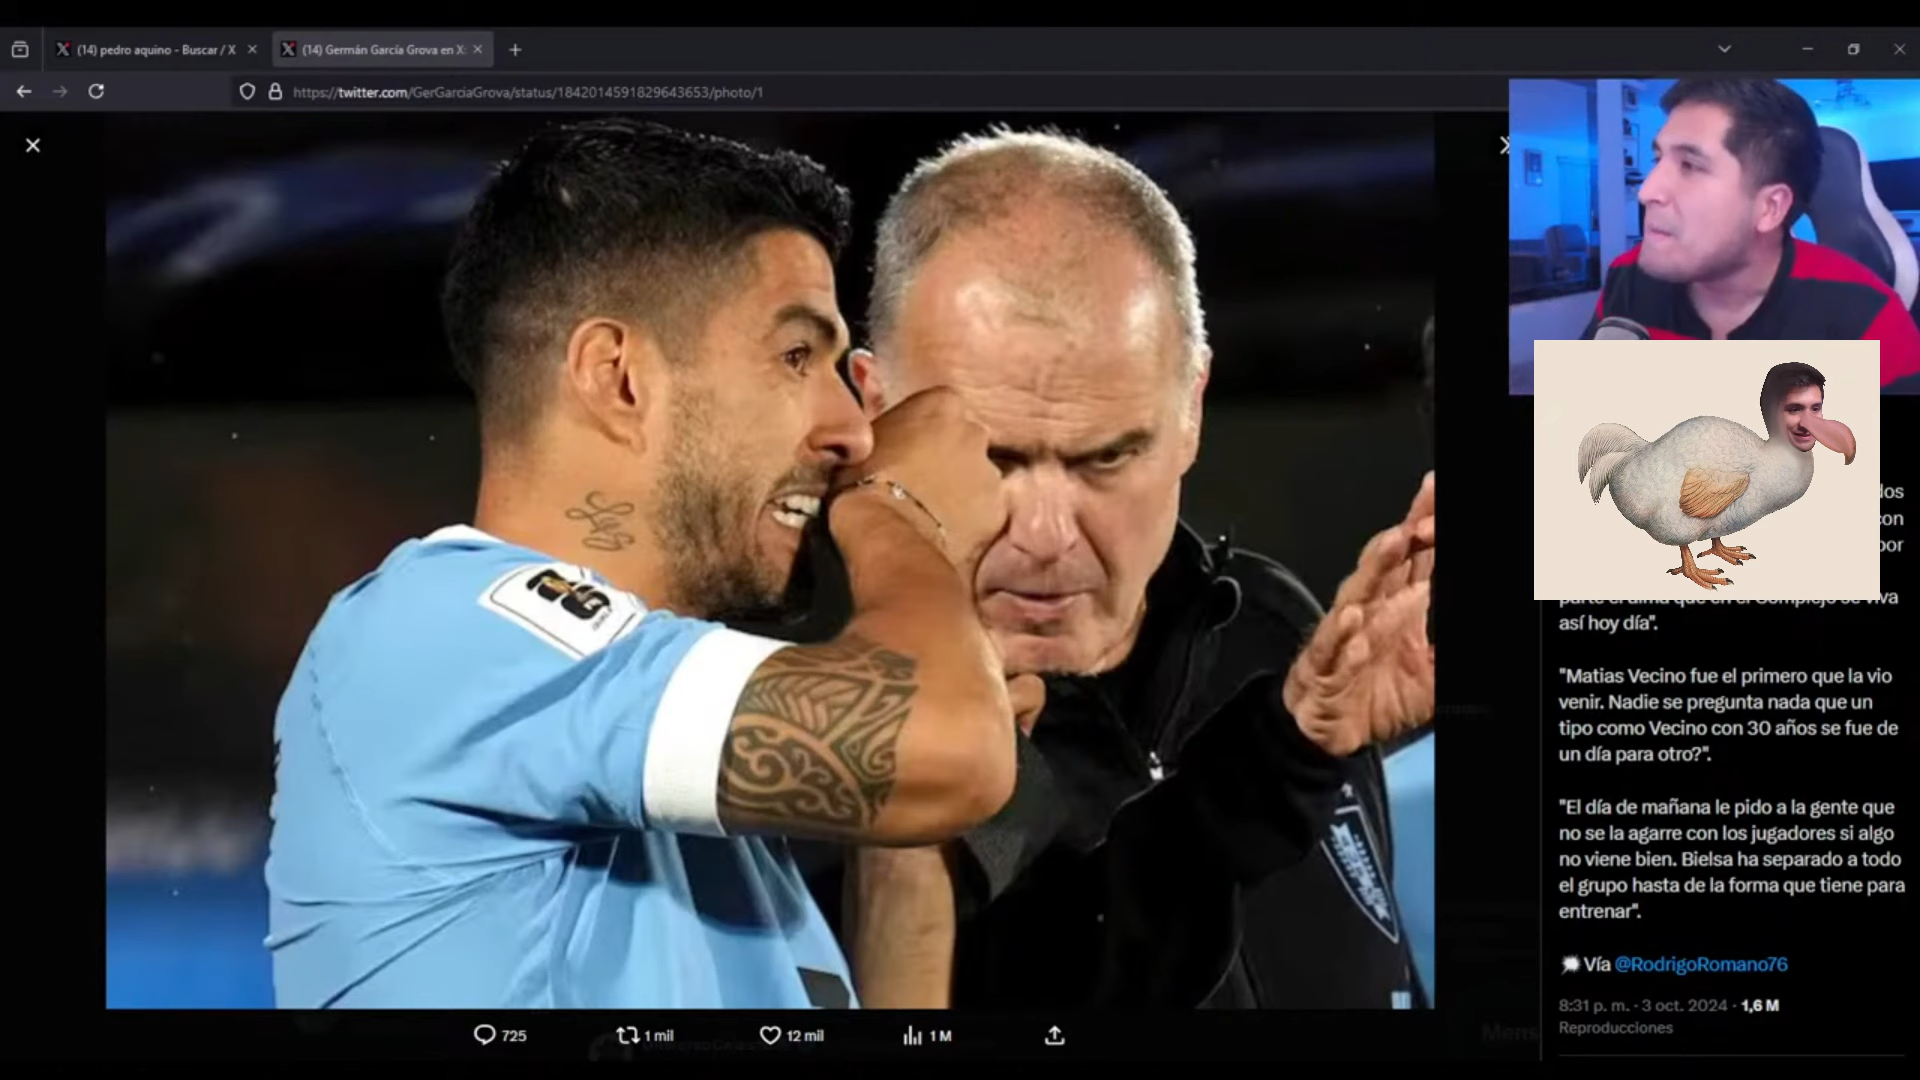 (14) pedro aquino - Buscar / X
(14) Germán García Grova en X:
https://twitter.com/GerGarciaGrova/status/1842014591829643653/photo/1
así hoy día".
"Matias Vecino fue el primero que la vio
venir. Nadie se pregunta nada que un
tipo como Vecino con 30 años se fue de
un día para otro?".
"El día de mañana le pido a la gente que
no se la agarre con los jugadores si algo
no viene bien. Bielsa ha separado a todo
el grupo hasta de la forma que tiene para
entrenar".
Vía @RodrigoRomano76
8:31 p. m. · 3 oct. 2024 · 1,6 M
Reproducciones
725
1 mil
12 mil
1 M